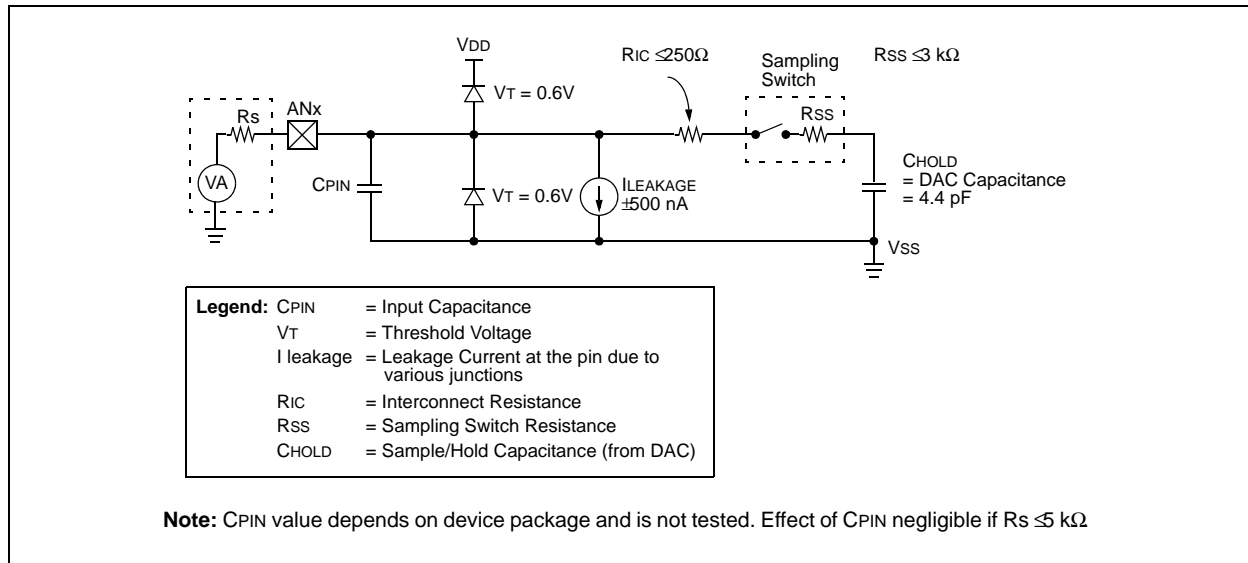 VDD
RIC ≤250Ω
Sampling
Switch
RSS ≤3 kΩ
VT = 0.6V
Rs
ANx
RSS
VA
CPIN
VT = 0.6V
ILEAKAGE
±500 nA
CHOLD
= DAC Capacitance
= 4.4 pF
VSS
Legend: CPIN = Input Capacitance
VT = Threshold Voltage
I leakage = Leakage Current at the pin due to
various junctions
RIC = Interconnect Resistance
RSS = Sampling Switch Resistance
CHOLD = Sample/Hold Capacitance (from DAC)
Note: CPIN value depends on device package and is not tested. Effect of CPIN negligible if Rs ≤5 kΩ